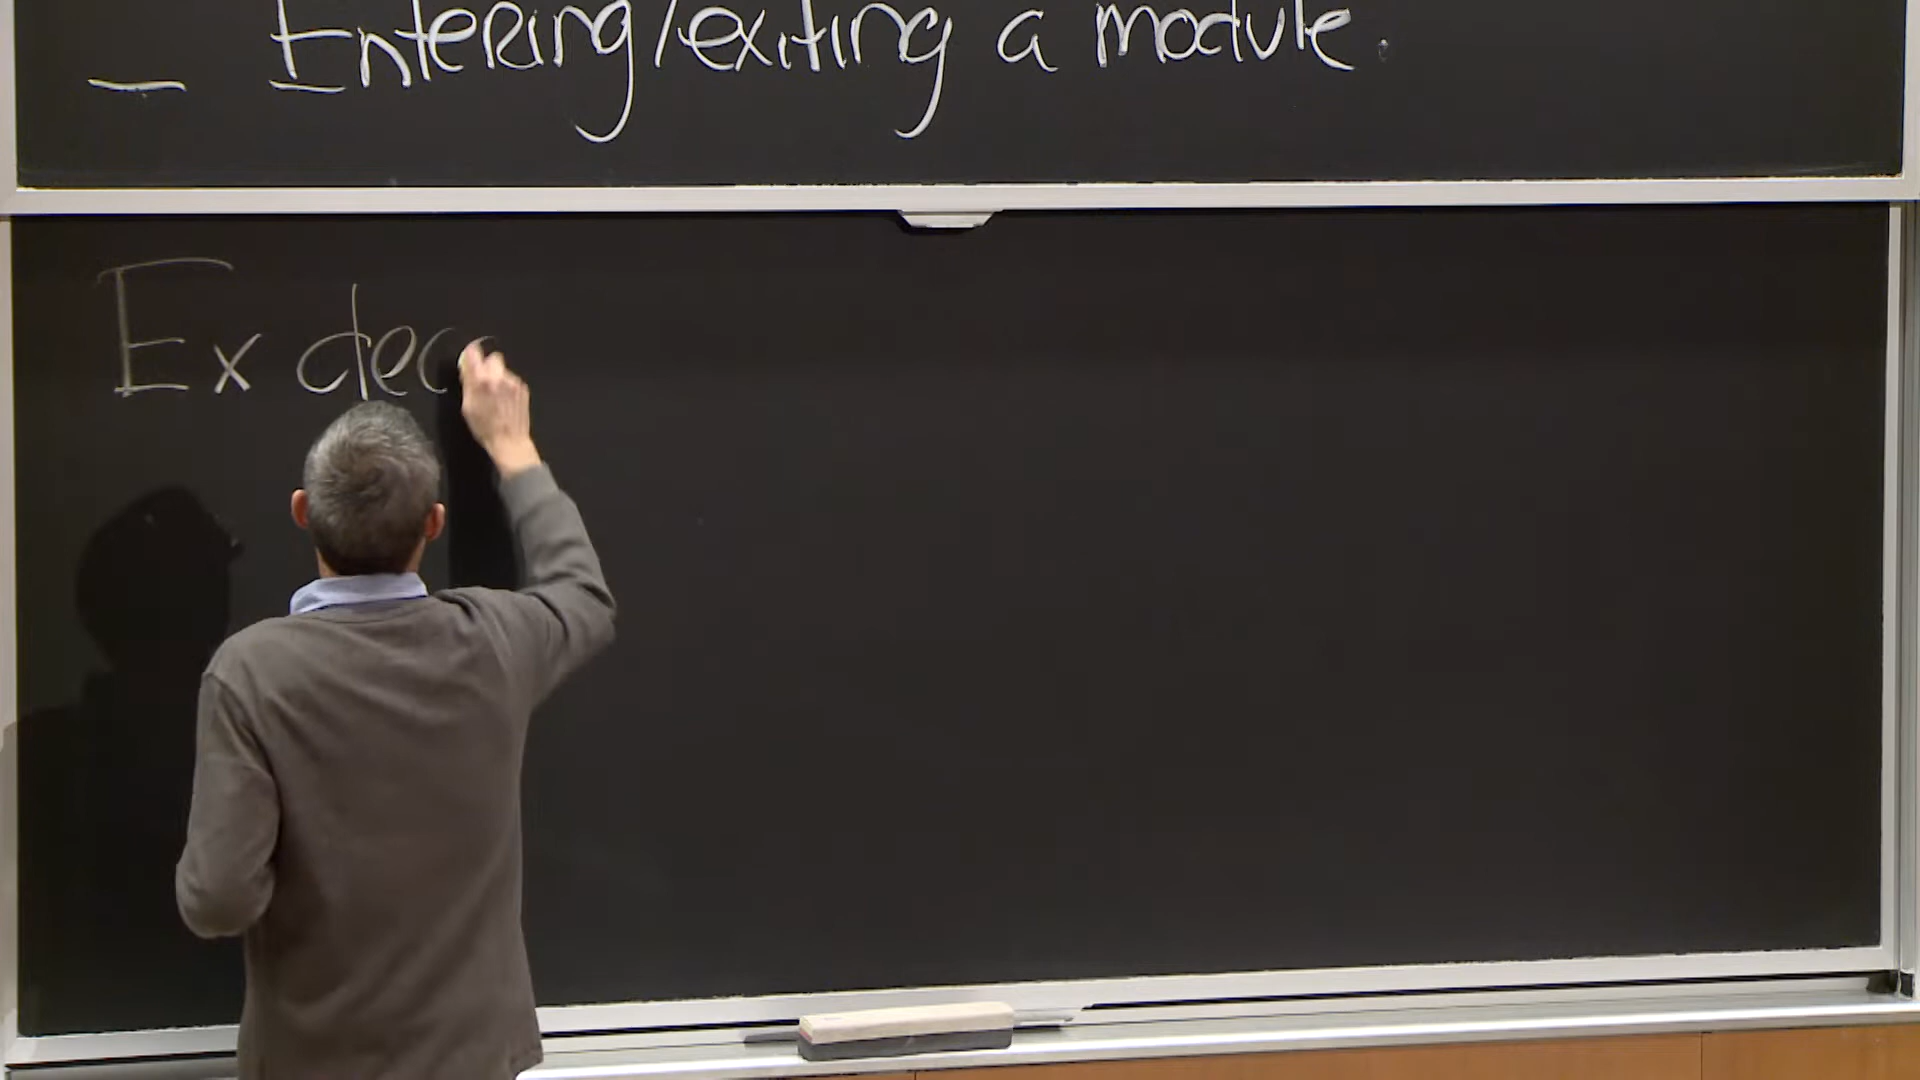 — Entering/exiting a module.
Ex dec